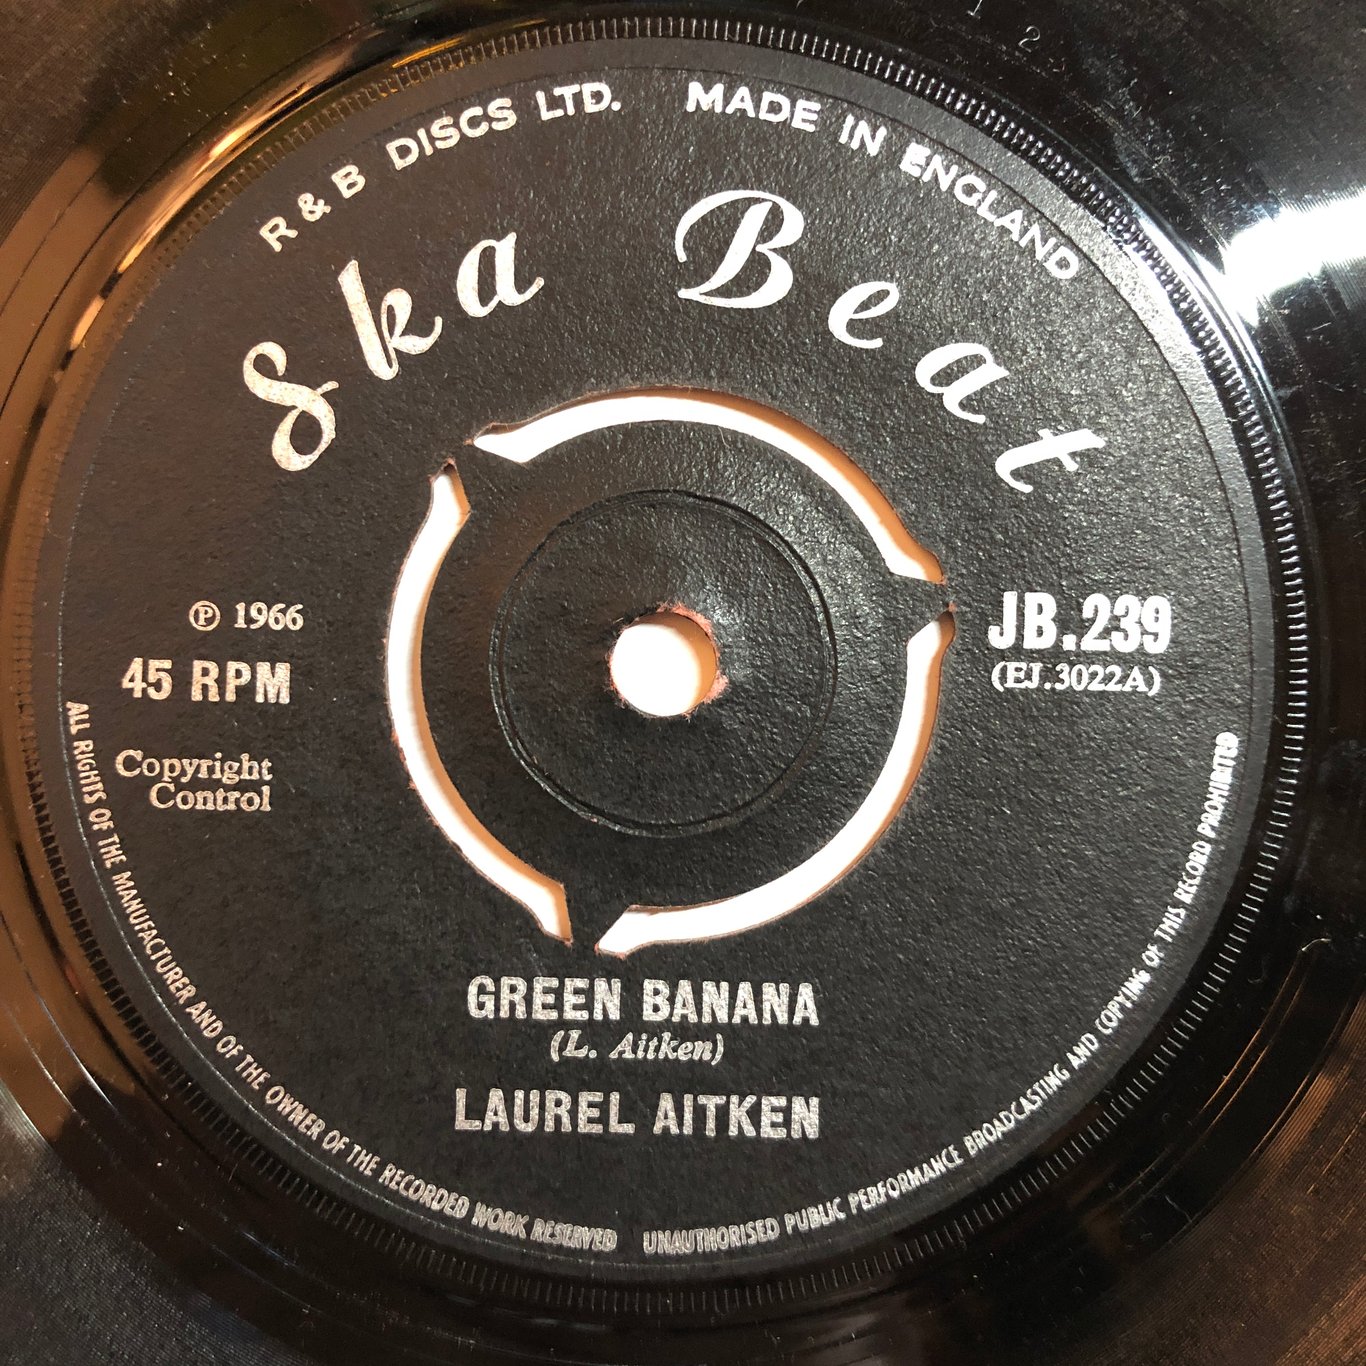 R & B DISCS LTD. MADE IN ENGLAND
Ska Beat
℗ 1966
45 RPM
Copyright
Control
JB.239
(EJ.3022A)
GREEN BANANA
(L. Aitken)
LAUREL AITKEN
ALL RIGHTS OF THE MANUFACTURER AND OF THE OWNER OF THE RECORDED WORK RESERVED
UNAUTHORISED PUBLIC PERFORMANCE BROADCASTING AND COPYING OF THIS RECORD PROHIBITED
1 2